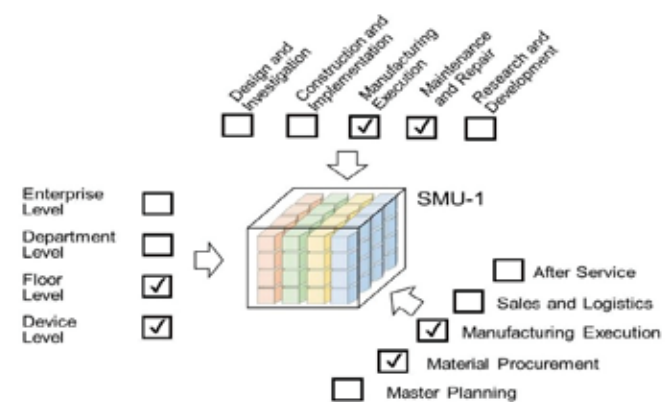 Design and
Investigation
Construction and
Implementation
Manufacturing
Execution
Maintenance
and Repair
Research and
Development
SMU-1
Enterprise
Level
Department
Level
Floor
Level
Device
Level
After Service
Sales and Logistics
Manufacturing Execution
Material Procurement
Master Planning